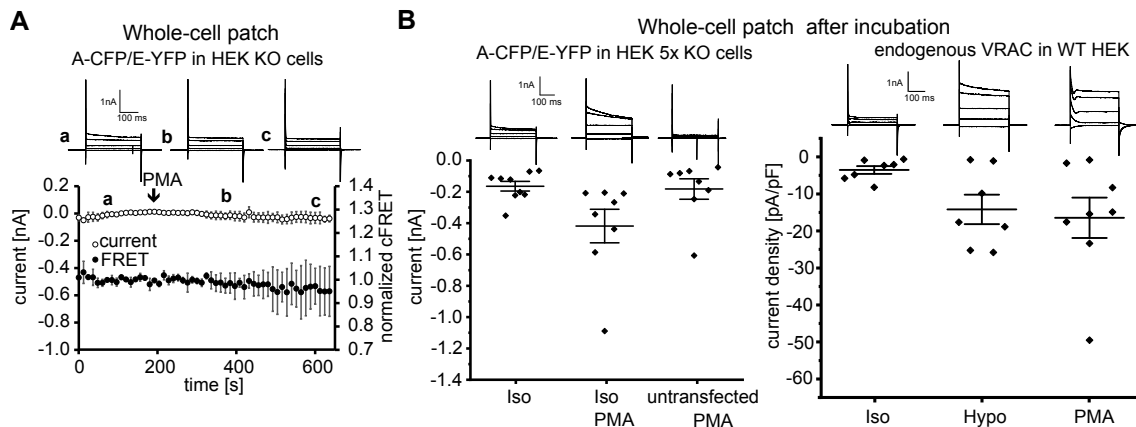 A
Whole-cell patch
A-CFP/E-YFP in HEK KO cells
1nA
100 ms
a
b
c
PMA
0.2
0.0
-0.2
-0.4
-0.6
-0.8
-1.0
current [nA]
a
b
c
current
FRET
1.4
1.3
1.2
1.1
1.0
0.9
0.8
0.7
normalized cFRET
0
200
400
600
time [s]
B
Whole-cell patch after incubation
A-CFP/E-YFP in HEK 5x KO cells
1nA
100 ms
0.0
-0.2
-0.4
-0.6
-0.8
-1.0
-1.2
-1.4
current [nA]
Iso
Iso
PMA
untransfected
PMA
endogenous VRAC in WT HEK
1nA
100 ms
0
-10
-20
-30
-40
-50
-60
current density [pA/pF]
Iso
Hypo
PMA